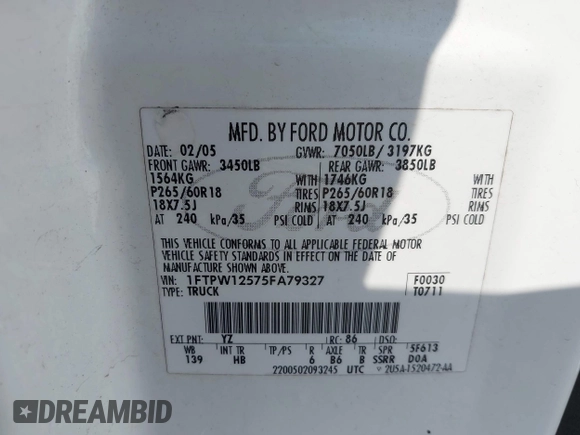 MFD. BY FORD MOTOR CO.
DATE: 02/05 GVWR: 7050LB / 3197KG
FRONT GAWR: 3450LB REAR GAWR: 3850LB
1564KG WITH 1746KG WITH
P265/60R18 TIRES P265/60R18 TIRES
18X7.5J RIMS 18X7.5J RIMS
AT 240 kPa/35 PSI COLD AT 240 kPa/35 PSI COLD
THIS VEHICLE CONFORMS TO ALL APPLICABLE FEDERAL MOTOR
VEHICLE SAFETY STANDARDS IN EFFECT ON THE DATE OF
MANUFACTURE SHOWN ABOVE.
VIN: 1FTPW12575FA79327 F0030
TYPE: TRUCK T0711
EXT PNT: YZ RC: 86 DSO:
WB INT TR TP/PS R AXLE TR SPR 5F613
139 HB 6 B6 B SSRR D0A
2200502093245 UTC
Ford
DREAMBID